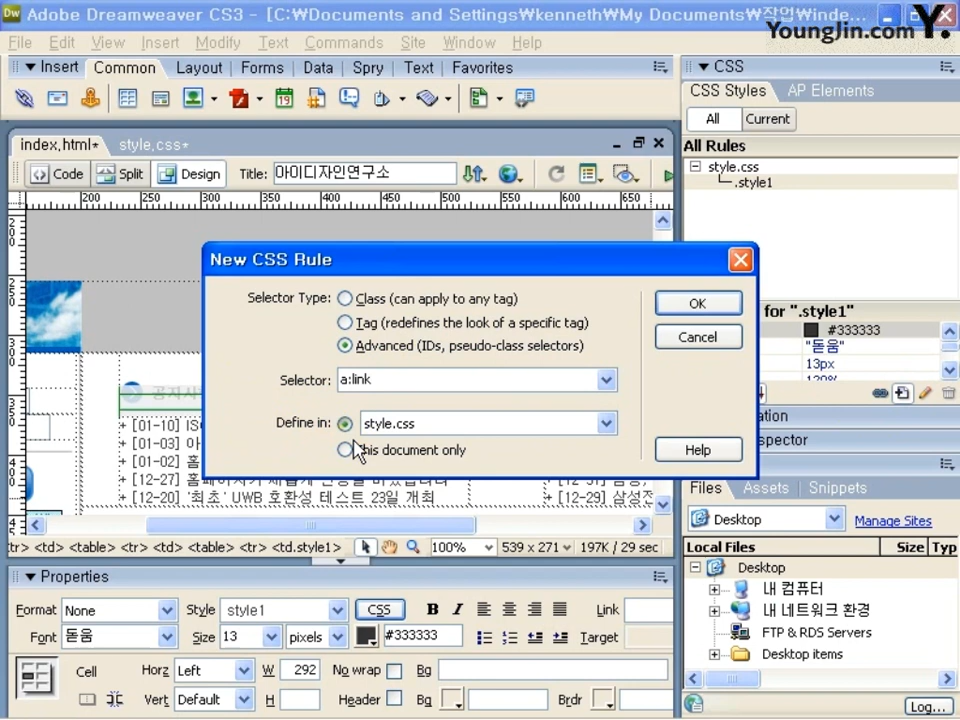 Adobe Dreamweaver CS3 - [C:₩Documents and Settings₩kenneth₩My Documents₩작업₩inde...
YoungJin.com Y.
File Edit View Insert Modify Text Commands Site Window Help
Insert Common Layout Forms Data Spry Text Favorites
CSS
CSS Styles AP Elements
All Current
index.html* style.css*
All Rules
Code Split Design Title: 아이디자인연구소
style.css
.style1
200 250 300 350 400 450 500 550 600 650
New CSS Rule
Selector Type: Class (can apply to any tag)
OK
Tag (redefines the look of a specific tag)
for ".style1"
#333333
Advanced (IDs, pseudo-class selectors)
Cancel
"돋움"
13px
Selector: a:link
Define in: style.css
This document only
Help
+ [01-10]
+ [01-03]
+ [01-02]
+ [12-27]
+ [12-20] '최초' UWB 호환성 테스트 23일 개최
+ [12-29] 삼성전
Files Assets Snippets
Desktop Manage Sites
<td> <table> <tr> <td> <table> <tr> <td.style1> 100% 539 x 271 197K / 29 sec
Local Files Size Typ
Desktop
내 컴퓨터
내 네트워크 환경
FTP & RDS Servers
Desktop items
Log...
Properties
Format None Style style1 CSS B I Link
Font 돋움 Size 13 pixels #333333 Target
Cell Horz Left W 292 No wrap Bg
Vert Default H Header Bg Brdr